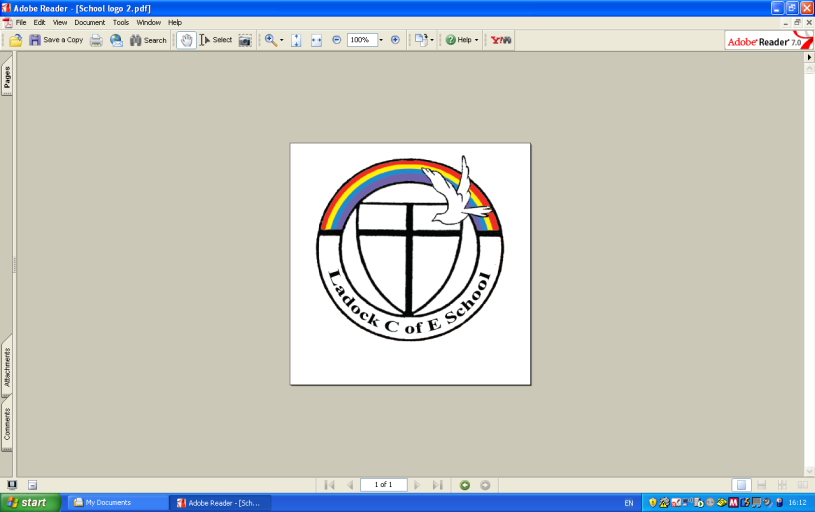 Adobe Reader - [School logo 2.pdf]
File Edit View Document Tools Window Help
Save a Copy Search Select 100% Help Y!
Adobe Reader 7.0
Pages
Ladock C of E School
Attachments
Comments
1 of 1
start My Documents Adobe Reader - [Sch... EN 16:12